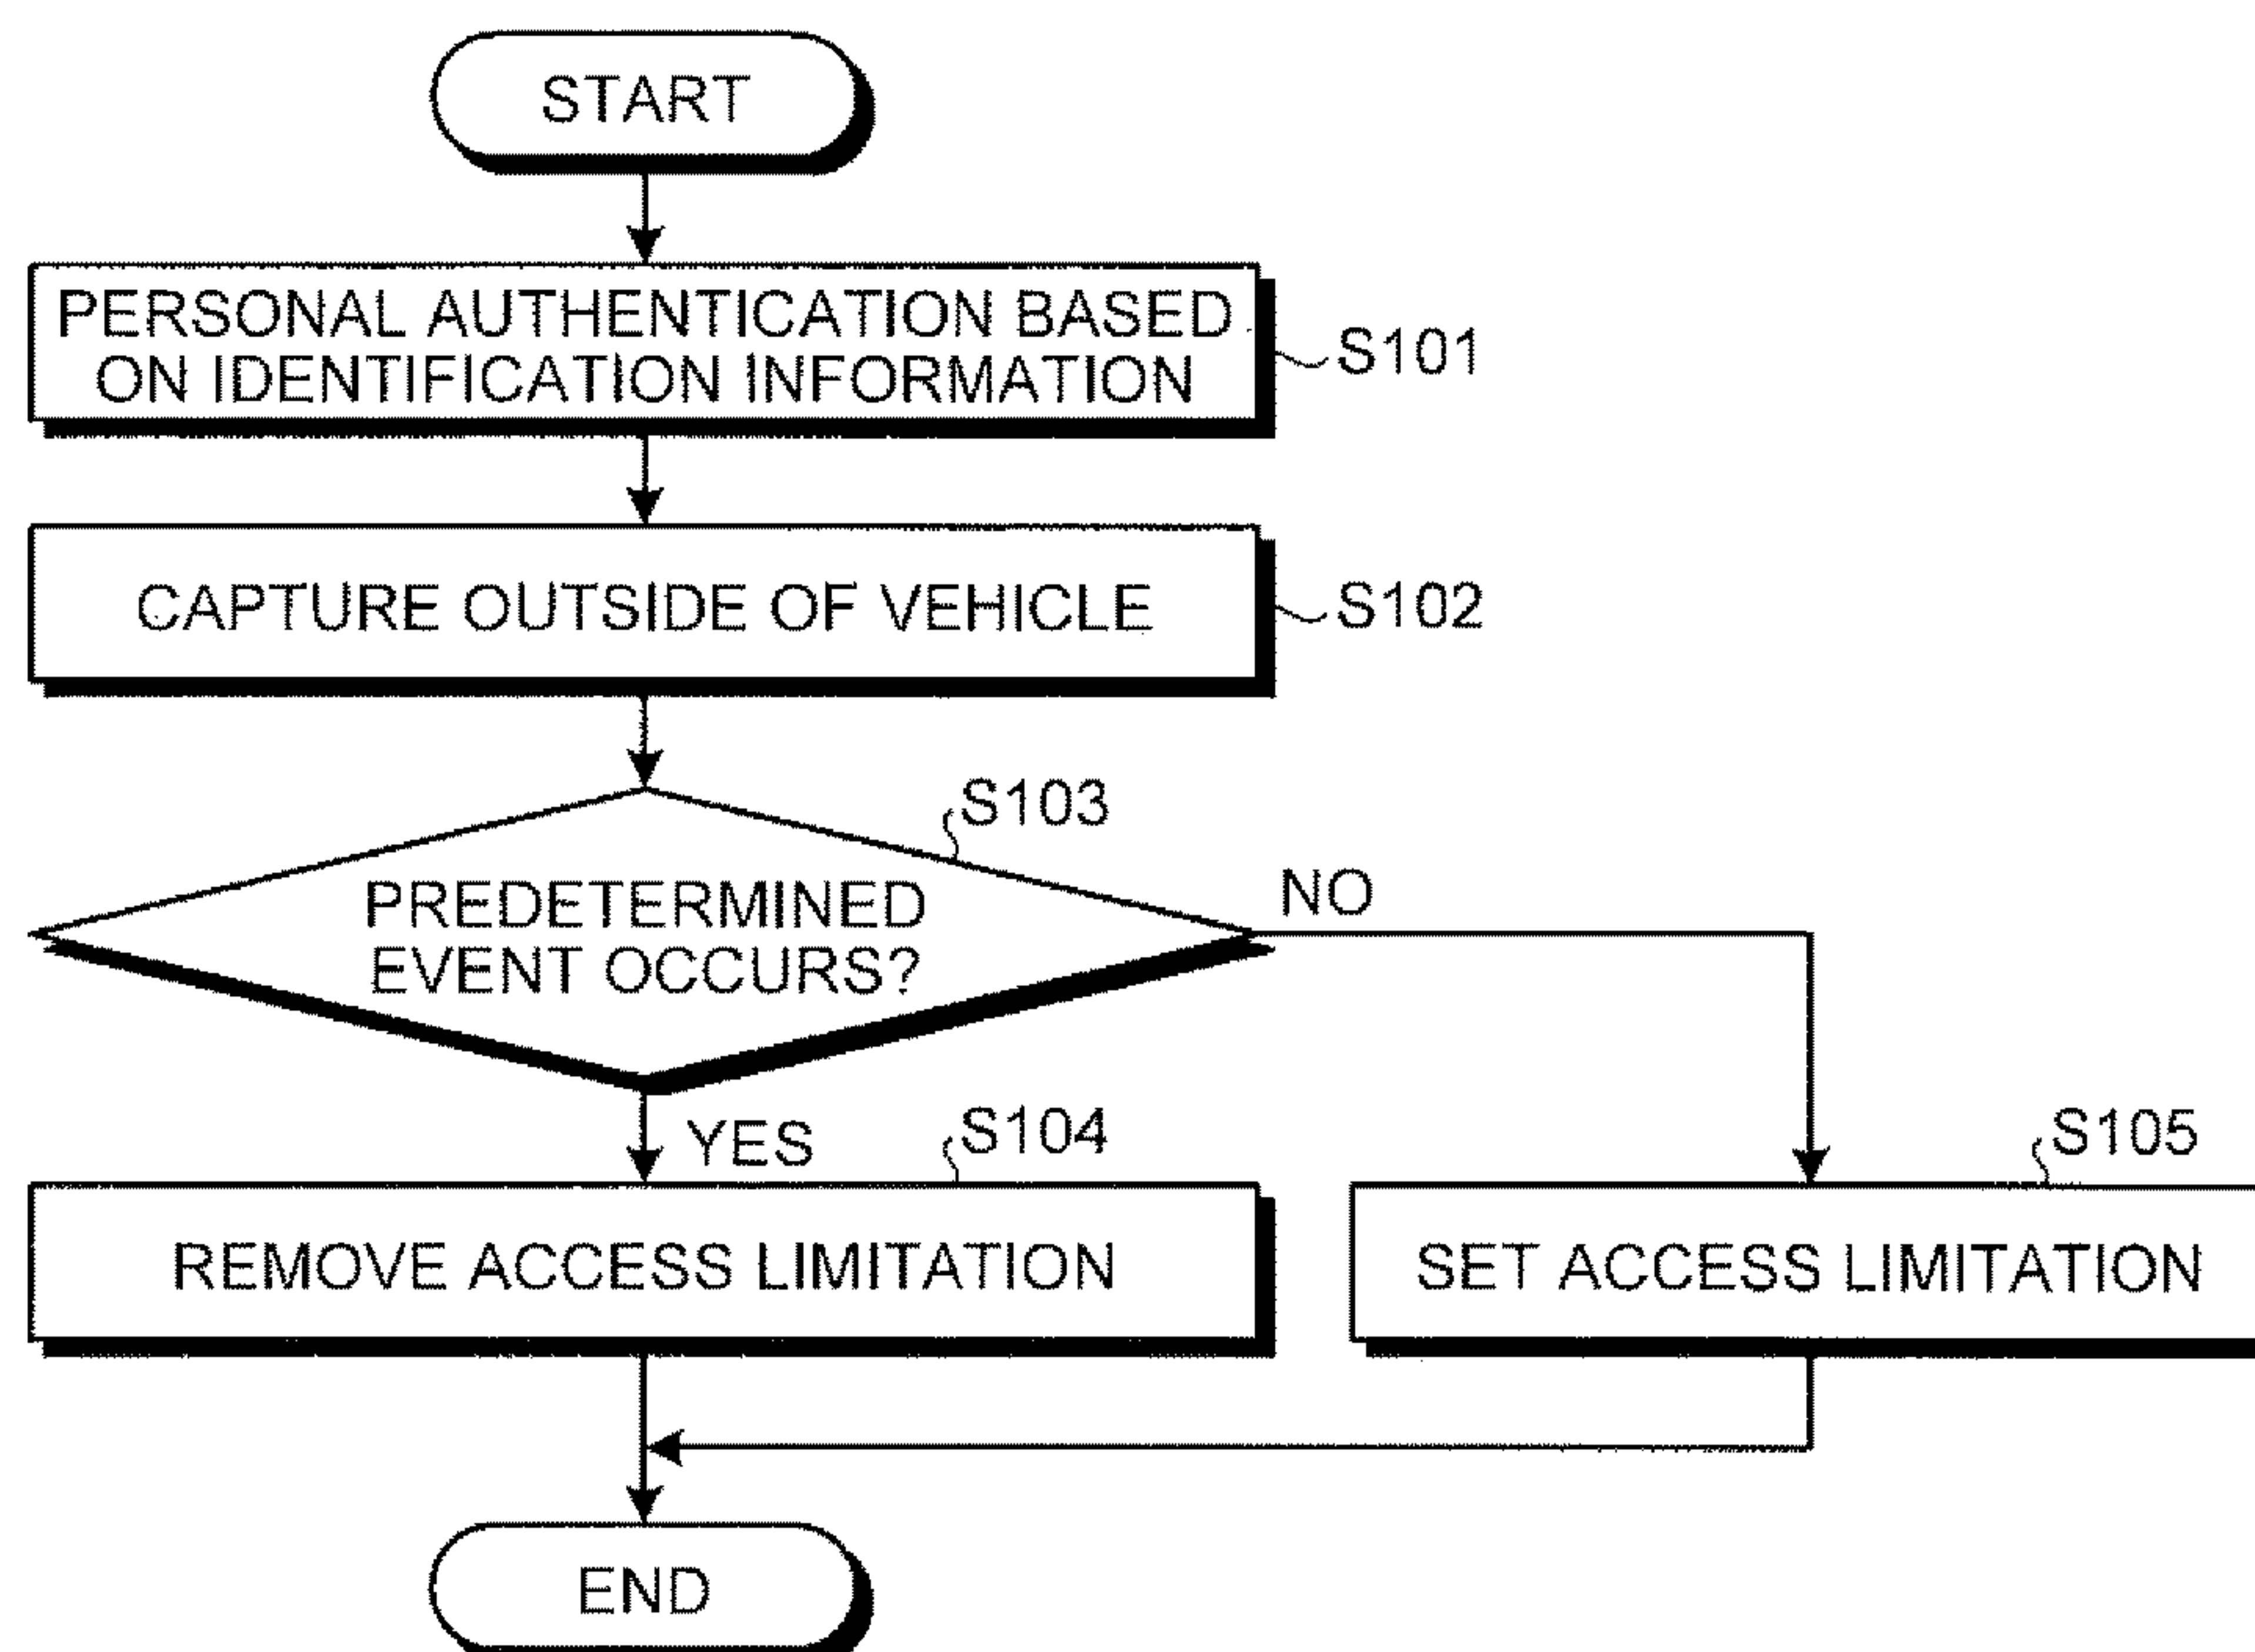 START
PERSONAL AUTHENTICATION BASED
ON IDENTIFICATION INFORMATION
S101
CAPTURE OUTSIDE OF VEHICLE
S102
S103
PREDETERMINED
EVENT OCCURS?
NO
YES
S104
S105
REMOVE ACCESS LIMITATION
SET ACCESS LIMITATION
END